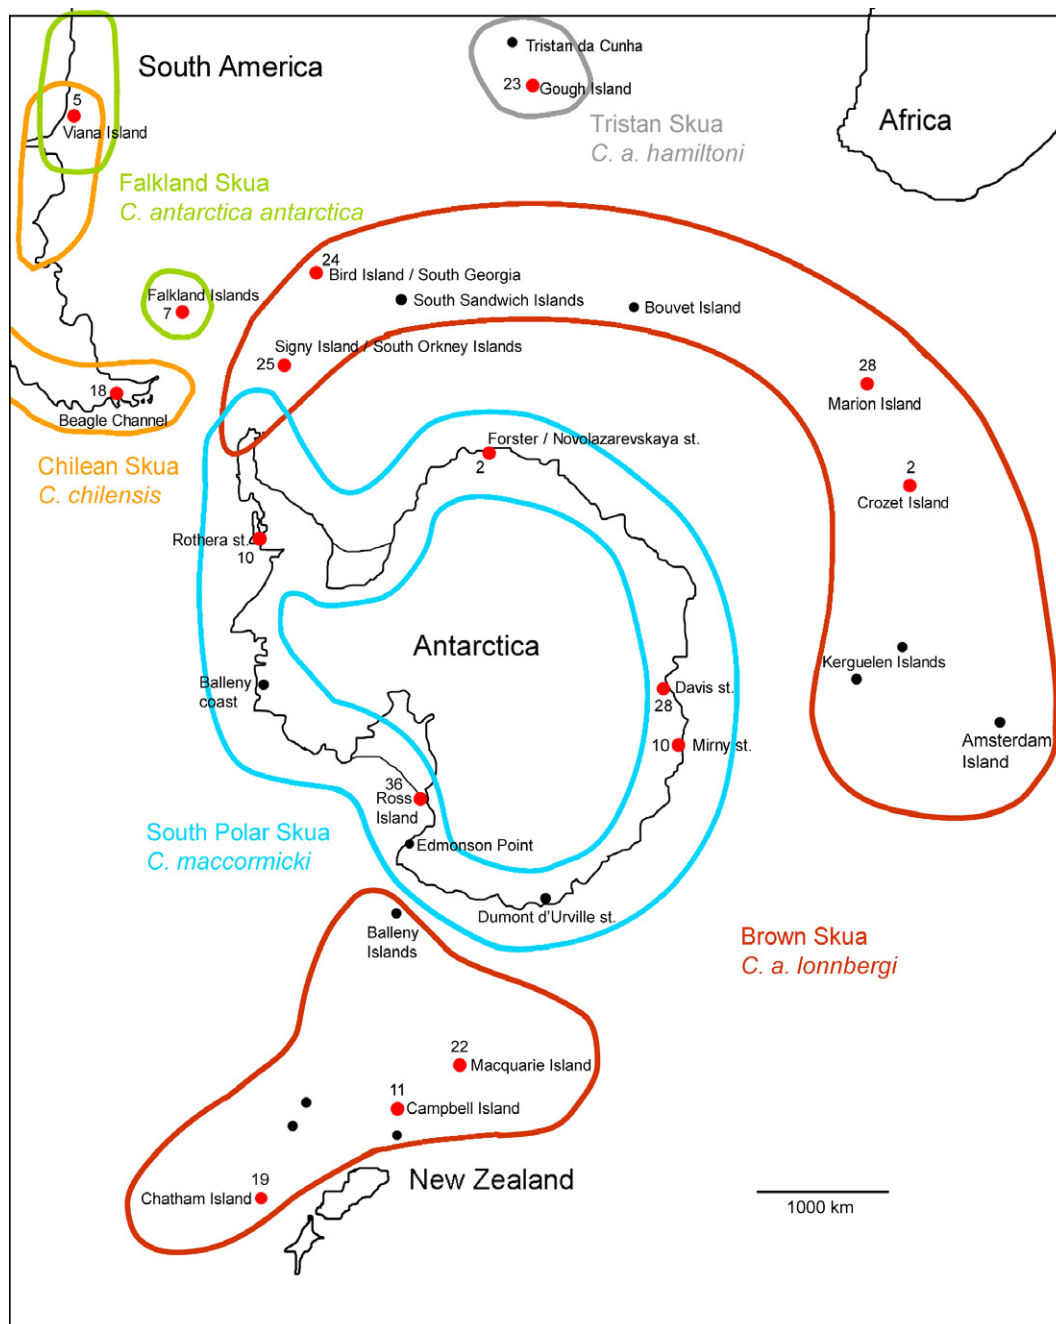 Tristan da Cunha
South America
23
Gough Island
5
Viana Island
Africa
Tristan Skua
C. a. hamiltoni
Falkland Skua
C. antarctica antarctica
24
Bird Island / South Georgia
Falkland Islands
7
South Sandwich Islands
Bouvet Island
Signy Island / South Orkney Islands
25
28
Marion Island
18
Beagle Channel
Forster / Novolazarevskaya st.
2
Chilean Skua
C. chilensis
2
Crozet Island
Rothera st.
10
Antarctica
Kerguelen Islands
Balleny
coast
Davis st.
28
10
Mirny st.
Amsterdam
Island
36
Ross
Island
South Polar Skua
C. maccormicki
Edmonson Point
Dumont d'Urville st.
Balleny
Islands
Brown Skua
C. a. lonnbergi
22
Macquarie Island
11
Campbell Island
19
Chatham Island
New Zealand
1000 km